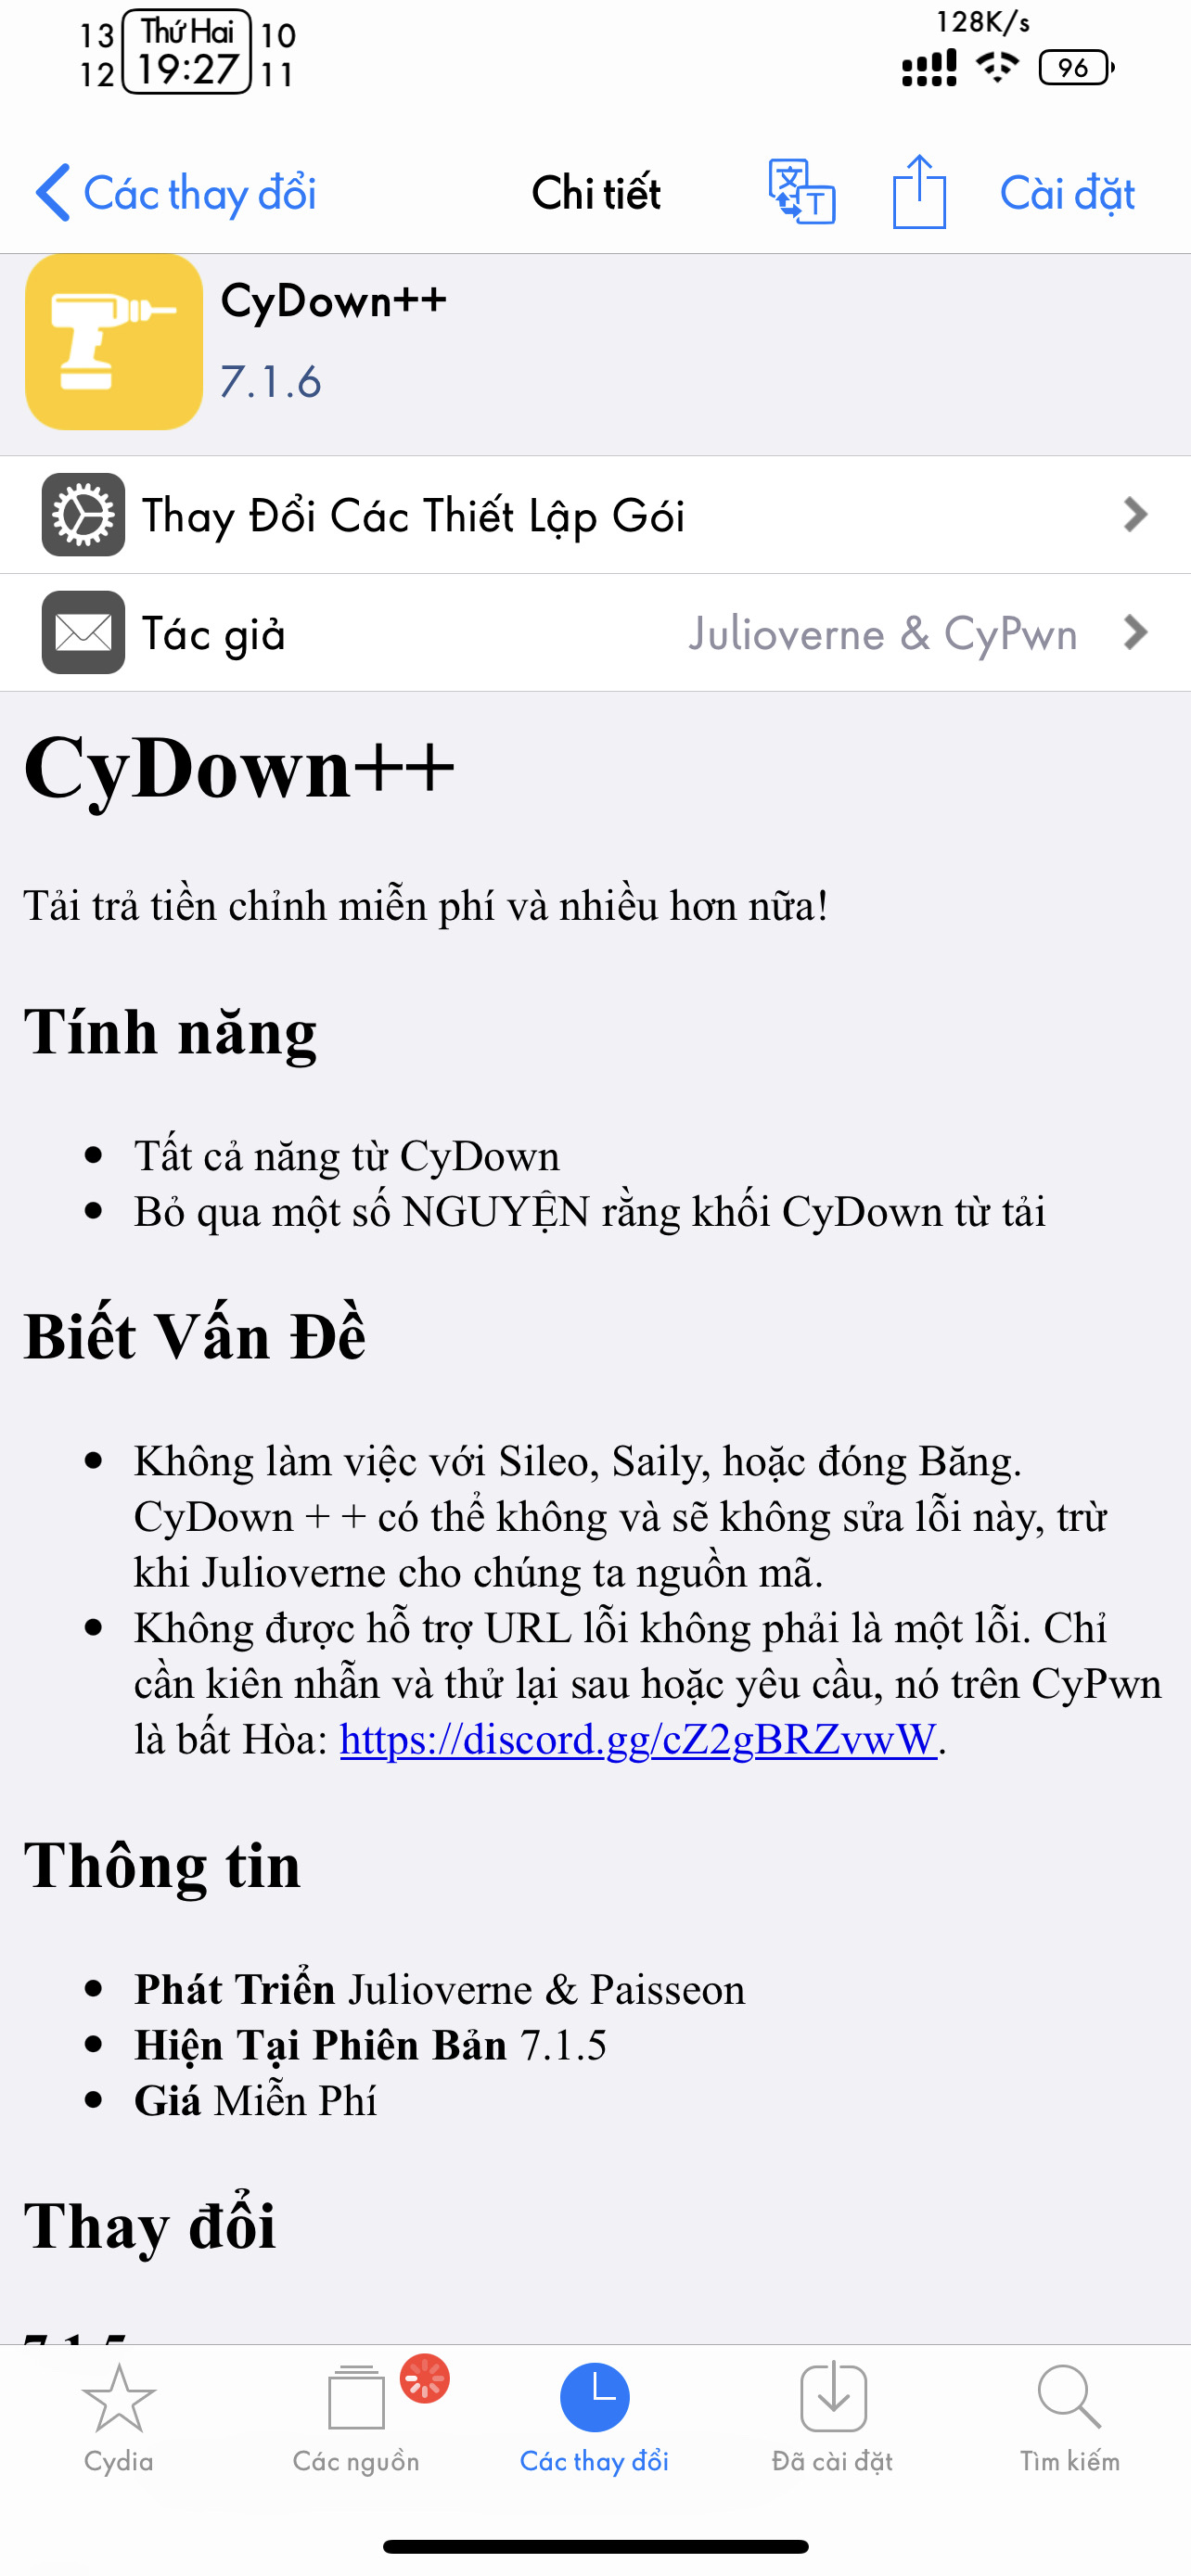 13 Thứ Hai 10
12 19:27 11
128K/s
96
Các thay đổi
Chi tiết
Cài đặt
CyDown++
7.1.6
Thay Đổi Các Thiết Lập Gói
Tác giả Julioverne & CyPwn
CyDown++
Tải trả tiền chỉnh miễn phí và nhiều hơn nữa!
Tính năng
• Tất cả năng từ CyDown
• Bỏ qua một số NGUYỆN rằng khối CyDown từ tải
Biết Vấn Đề
• Không làm việc với Sileo, Saily, hoặc đóng Băng.
CyDown + + có thể không và sẽ không sửa lỗi này, trừ
khi Julioverne cho chúng ta nguồn mã.
• Không được hỗ trợ URL lỗi không phải là một lỗi. Chỉ
cần kiên nhẫn và thử lại sau hoặc yêu cầu, nó trên CyPwn
là bất Hòa: https://discord.gg/cZ2gBRZvwW.
Thông tin
• Phát Triển Julioverne & Paisseon
• Hiện Tại Phiên Bản 7.1.5
• Giá Miễn Phí
Thay đổi
7.1.5
Cydia
Các nguồn
Các thay đổi
Đã cài đặt
Tìm kiếm